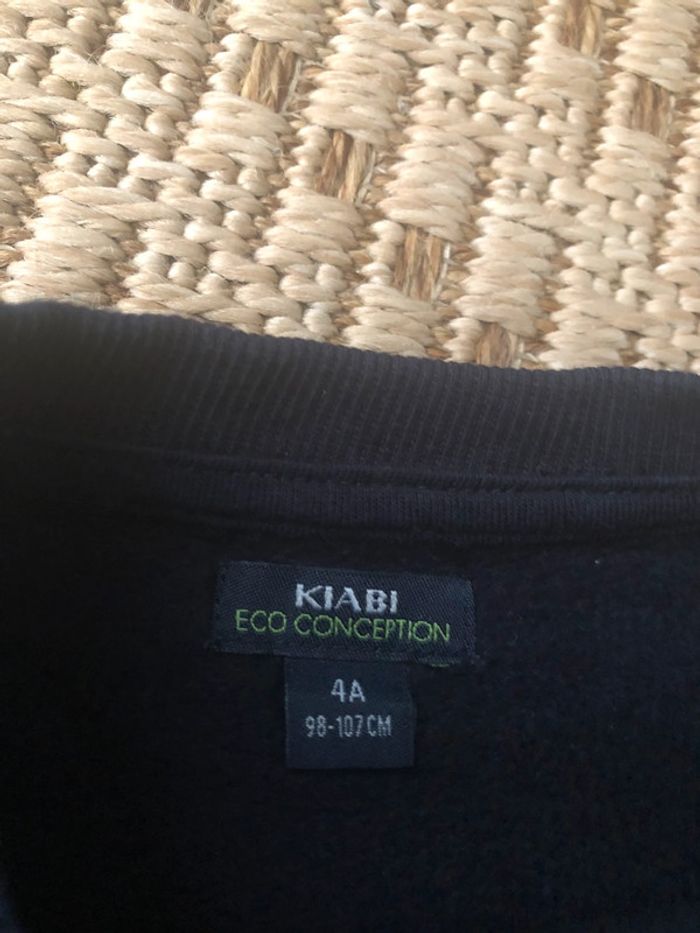 KIABI
ECO CONCEPTION
4A
98-107CM